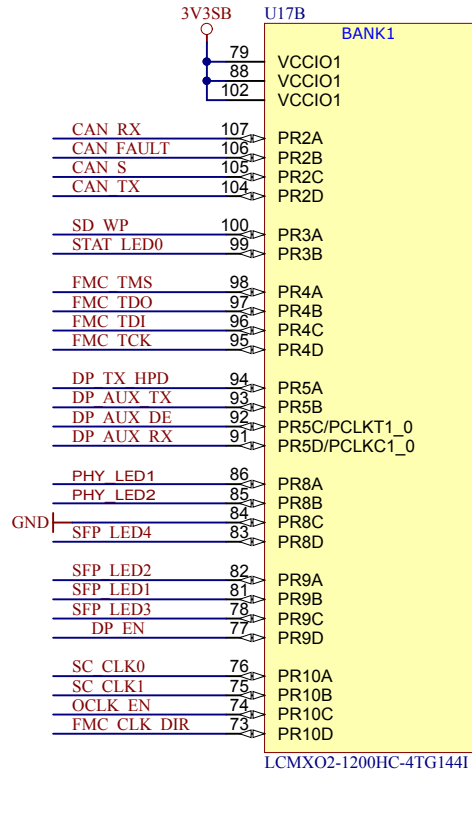 3V3SB U17B
BANK1
79 VCCIO1
88 VCCIO1
102 VCCIO1
CAN_RX 107 PR2A
CAN_FAULT 106 PR2B
CAN_S 105 PR2C
CAN_TX 104 PR2D
SD_WP 100 PR3A
STAT_LED0 99 PR3B
FMC_TMS 98 PR4A
FMC_TDO 97 PR4B
FMC_TDI 96 PR4C
FMC_TCK 95 PR4D
DP_TX_HPD 94 PR5A
DP_AUX_TX 93 PR5B
DP_AUX_DE 92 PR5C/PCLKT1_0
DP_AUX_RX 91 PR5D/PCLKC1_0
PHY_LED1 86 PR8A
PHY_LED2 85 PR8B
GND 84 PR8C
SFP_LED4 83 PR8D
SFP_LED2 82 PR9A
SFP_LED1 81 PR9B
SFP_LED3 78 PR9C
DP_EN 77 PR9D
SC_CLK0 76 PR10A
SC_CLK1 75 PR10B
OCLK_EN 74 PR10C
FMC_CLK_DIR 73 PR10D
LCMXO2-1200HC-4TG144I